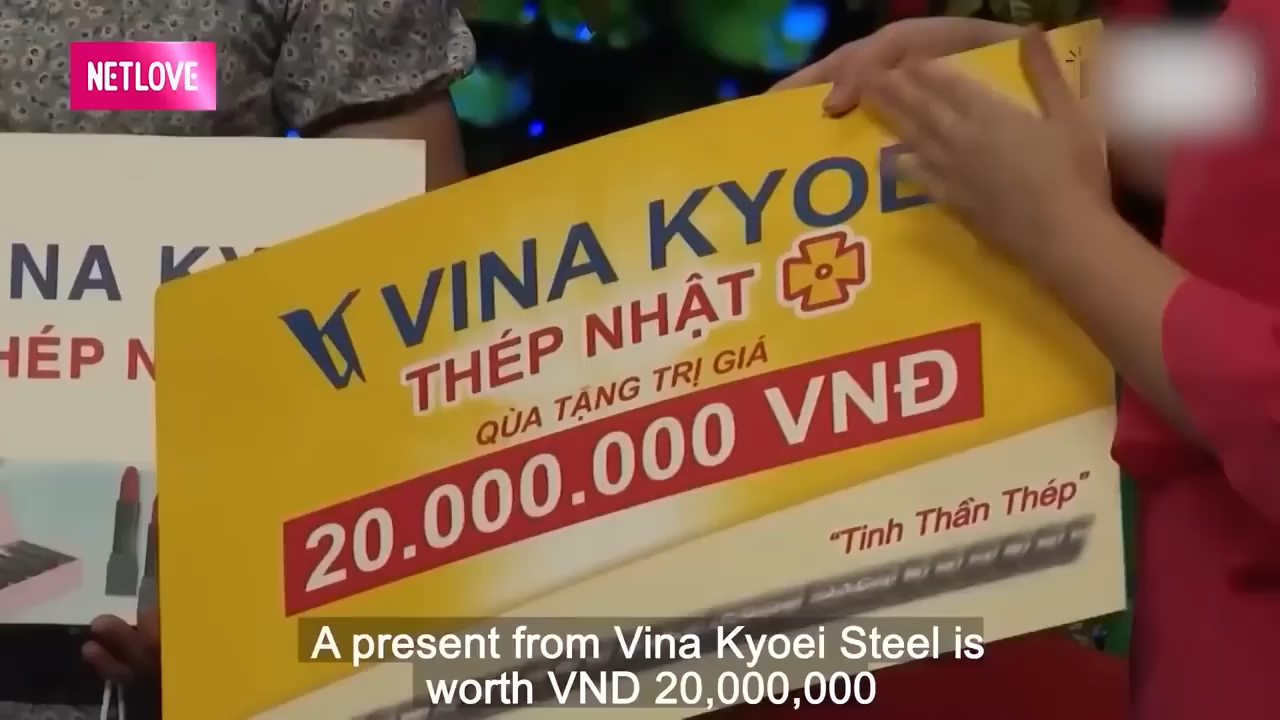 NETLOVE
NA KY
HÉP N
VINA KYOE
THÉP NHẬT
QÙA TẶNG TRỊ GIÁ
20.000.000 VNĐ
“Tinh Thần Thép”
A present from Vina Kyoei Steel is
worth VND 20,000,000